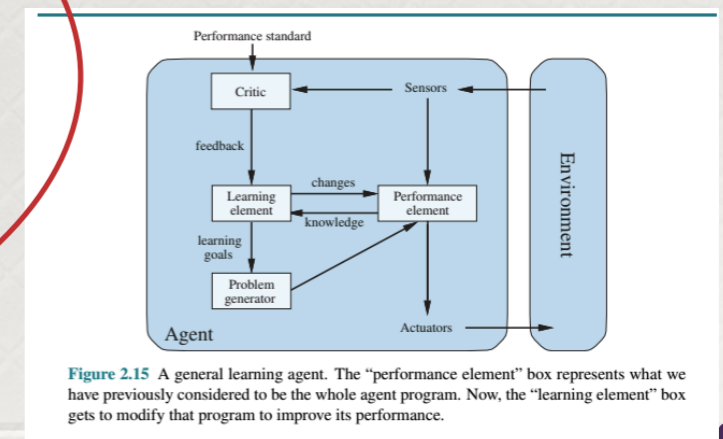 Performance standard
Critic
Sensors
feedback
changes
Learning
element
Performance
element
knowledge
learning
goals
Problem
generator
Agent
Actuators
Environment
Figure 2.15 A general learning agent. The “performance element” box represents what we
have previously considered to be the whole agent program. Now, the “learning element” box
gets to modify that program to improve its performance.